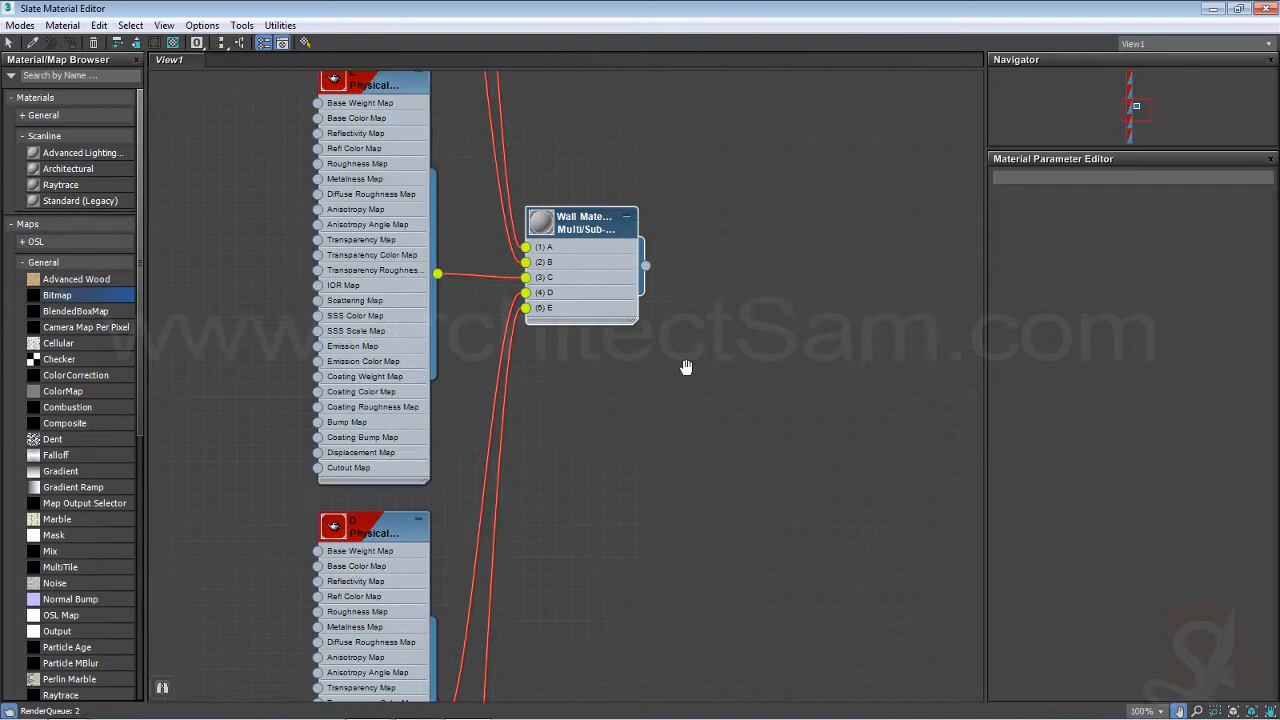 3 Slate Material Editor
Modes Material Edit Select View Options Tools Utilities
View1
Material/Map Browser
Search by Name ...
- Materials
+ General
- Scanline
Advanced Lighting...
Architectural
Raytrace
Standard (Legacy)
- Maps
+ OSL
- General
Advanced Wood
Bitmap
BlendedBoxMap
Camera Map Per Pixel
Cellular
Checker
ColorCorrection
ColorMap
Combustion
Composite
Dent
Falloff
Gradient
Gradient Ramp
Map Output Selector
Marble
Mask
Mix
MultiTile
Noise
Normal Bump
OSL Map
Output
Particle Age
Particle MBlur
Perlin Marble
Raytrace
RenderQueue: 2
View1
Physical...
Base Weight Map
Base Color Map
Reflectivity Map
Refl Color Map
Roughness Map
Metalness Map
Diffuse Roughness Map
Anisotropy Map
Anisotropy Angle Map
Transparency Map
Transparency Color Map
Transparency Roughnes...
IOR Map
Scattering Map
SSS Color Map
SSS Scale Map
Emission Map
Emission Color Map
Coating Weight Map
Coating Color Map
Coating Roughness Map
Bump Map
Coating Bump Map
Displacement Map
Cutout Map
D
Physical...
Base Weight Map
Base Color Map
Reflectivity Map
Refl Color Map
Roughness Map
Metalness Map
Diffuse Roughness Map
Anisotropy Map
Anisotropy Angle Map
Transparency Map
Wall Mate...
Multi/Sub-...
(1) A
(2) B
(3) C
(4) D
(5) E
www.ArchitectSam.com
Navigator
Material Parameter Editor
100%